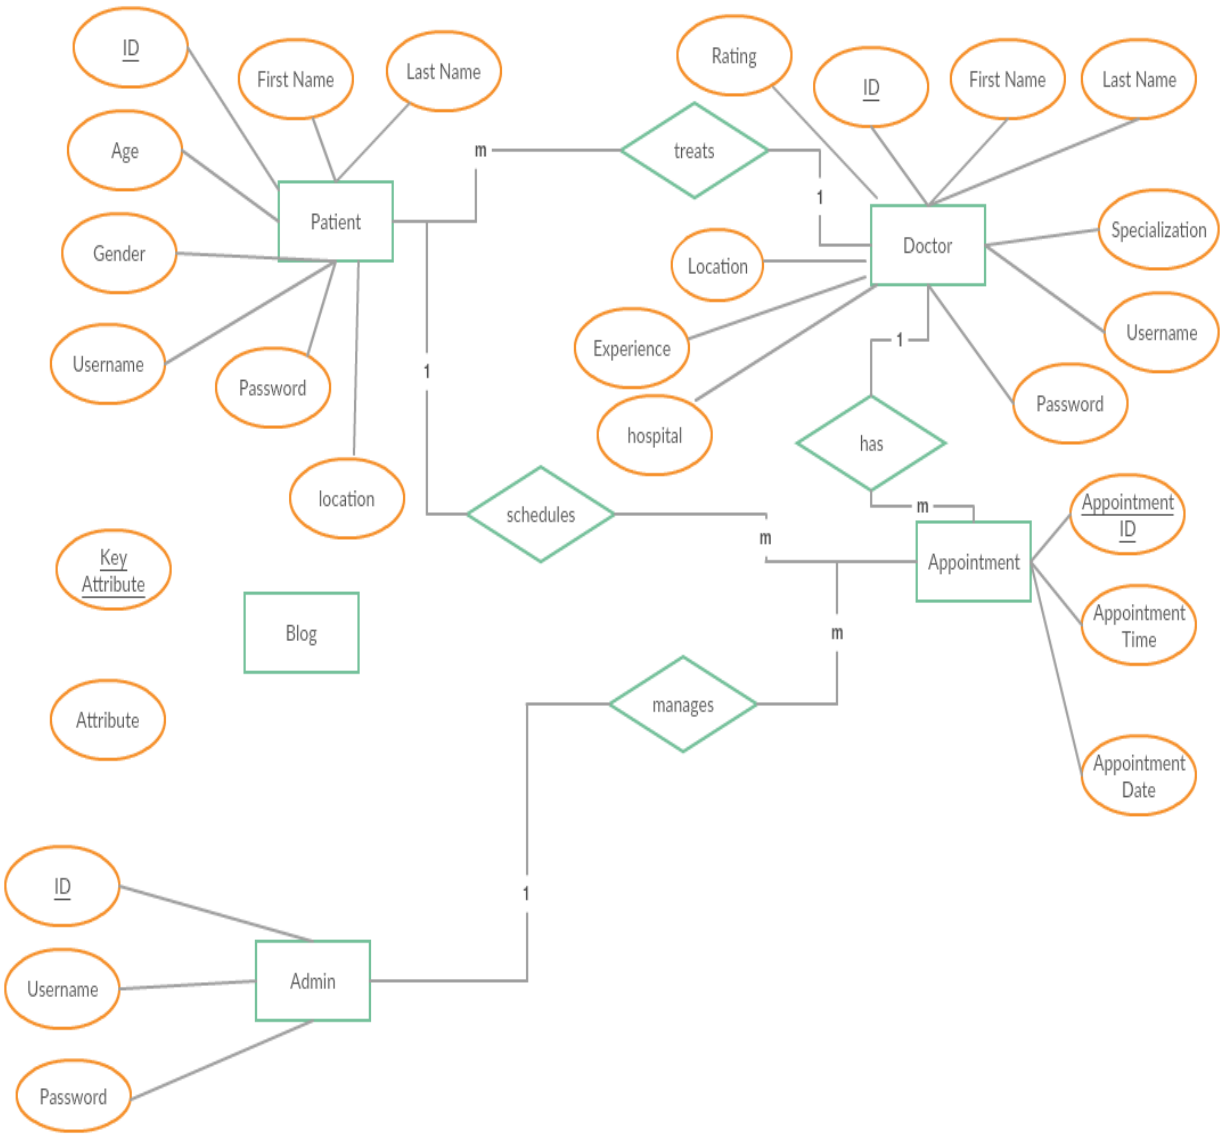 ID
First Name
Last Name
Age
Gender
Username
Password
location
Patient
m
treats
1
Rating
ID
First Name
Last Name
Specialization
Username
Password
Location
Experience
hospital
Doctor
1
has
m
1
schedules
m
Appointment
Appointment
ID
Appointment
Time
Appointment
Date
Key
Attribute
Blog
Attribute
m
manages
1
ID
Username
Password
Admin